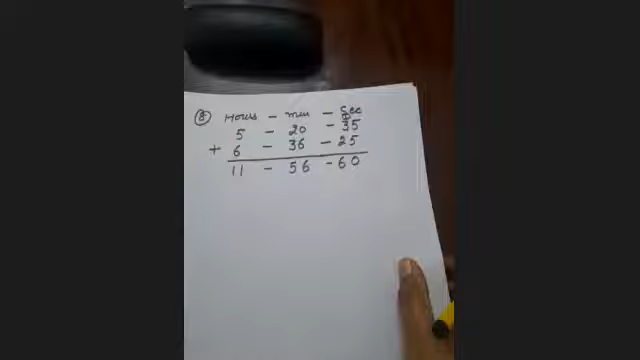 8 Hours - min - Sec
5 - 20 - 35
+ 6 - 36 - 25
11 - 56 - 60